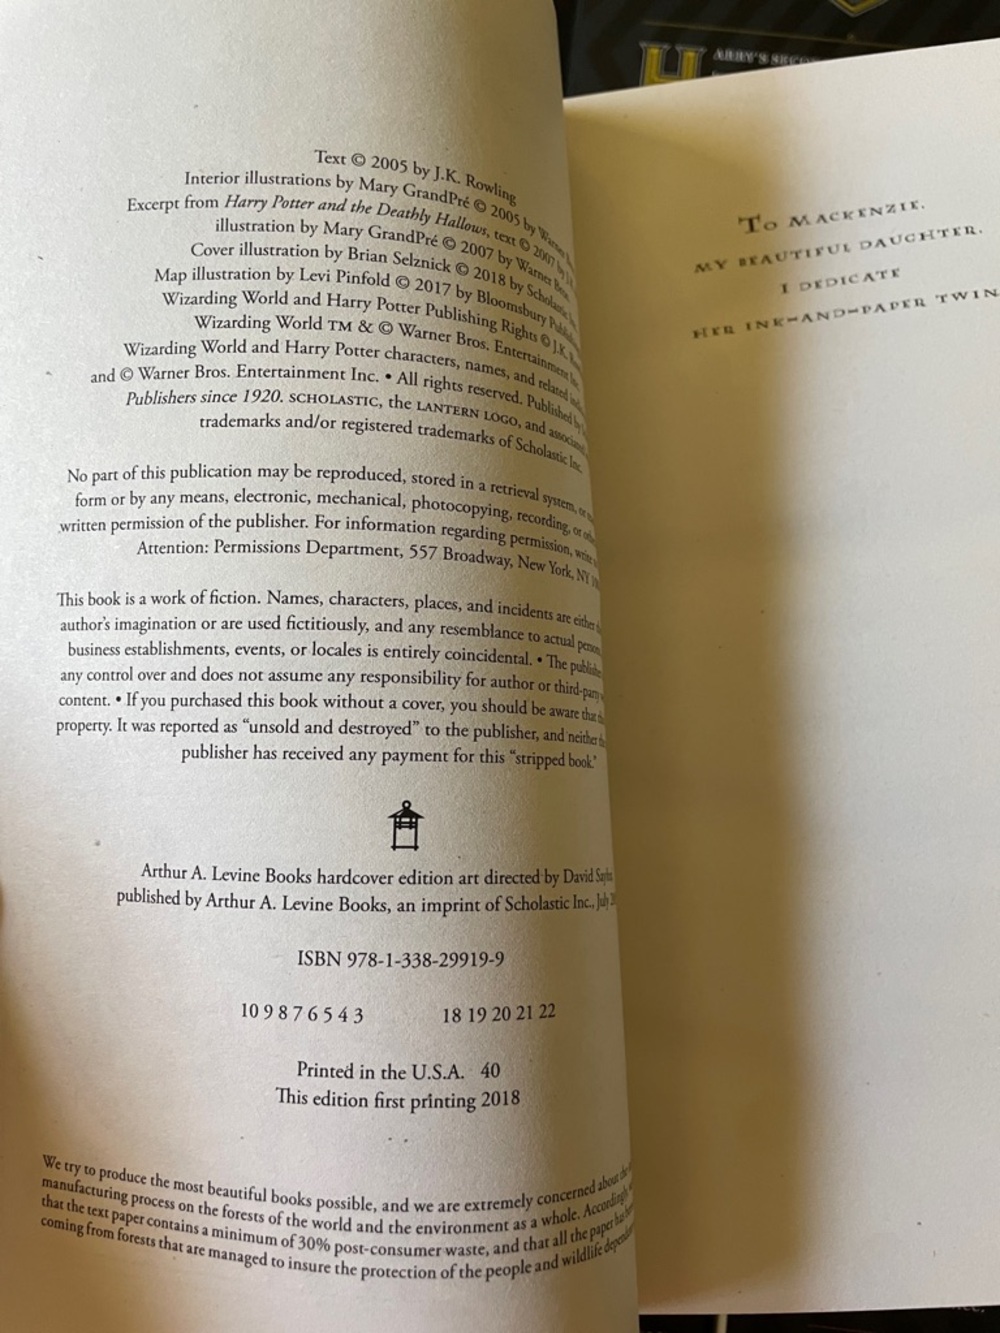 ARRY'S SECO
Text © 2005 by J.K. Rowling
Interior illustrations by Mary GrandPré © 2005 by Warner Bros.
Excerpt from Harry Potter and the Deathly Hallows, text © 2007 by J.K.
illustration by Mary GrandPré © 2007 by Warner Bros.
Cover illustration by Brian Selznick © 2018 by Scholastic Inc.
Map illustration by Levi Pinfold © 2017 by Bloomsbury
Wizarding World and Harry Potter Publishing Rights © J.K.
Wizarding World TM & © Warner Bros. Entertainment Inc.
Wizarding World and Harry Potter characters, names, and related
and © Warner Bros. Entertainment Inc. • All rights reserved. Published by
Publishers since 1920. SCHOLASTIC, the LANTERN LOGO, and
trademarks and/or registered trademarks of Scholastic Inc.
No part of this publication may be reproduced, stored in a retrieval system, or
form or by any means, electronic, mechanical, photocopying, recording, or
written permission of the publisher. For information regarding permission, write
Attention: Permissions Department, 557 Broadway, New York, NY
This book is a work of fiction. Names, characters, places, and incidents are either
author's imagination or are used fictitiously, and any resemblance to actual
business establishments, events, or locales is entirely coincidental. • The
any control over and does not assume any responsibility for author or third-party
content. • If you purchased this book without a cover, you should be aware that
property. It was reported as "unsold and destroyed" to the publisher, and neither
publisher has received any payment for this "stripped book."
Arthur A. Levine Books hardcover edition art directed by David
published by Arthur A. Levine Books, an imprint of Scholastic Inc., July
ISBN 978-1-338-29919-9
10 9 8 7 6 5 4 3 18 19 20 21 22
Printed in the U.S.A. 40
This edition first printing 2018
We try to produce the most beautiful books possible, and we are extremely concerned about the
manufacturing process on the forests of the world and the environment as a whole. Accordingly
that the text paper contains a minimum of 30% post-consumer waste, and that all the paper has
coming from forests that are managed to insure the protection of the people and wildlife
TO MACKENZIE,
MY BEAUTIFUL DAUGHTER,
I DEDICATE
HER INK-AND-PAPER TWIN